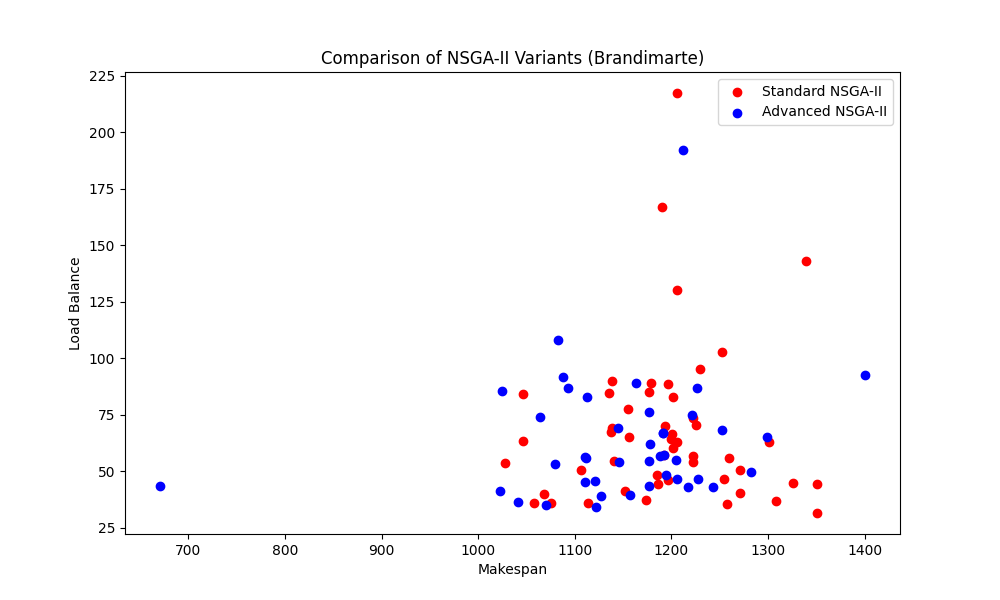 Comparison of NSGA-II Variants (Brandimarte)
Standard NSGA-II
Advanced NSGA-II
225
200
175
150
125
100
75
50
25
Load Balance
700 800 900 1000 1100 1200 1300 1400
Makespan